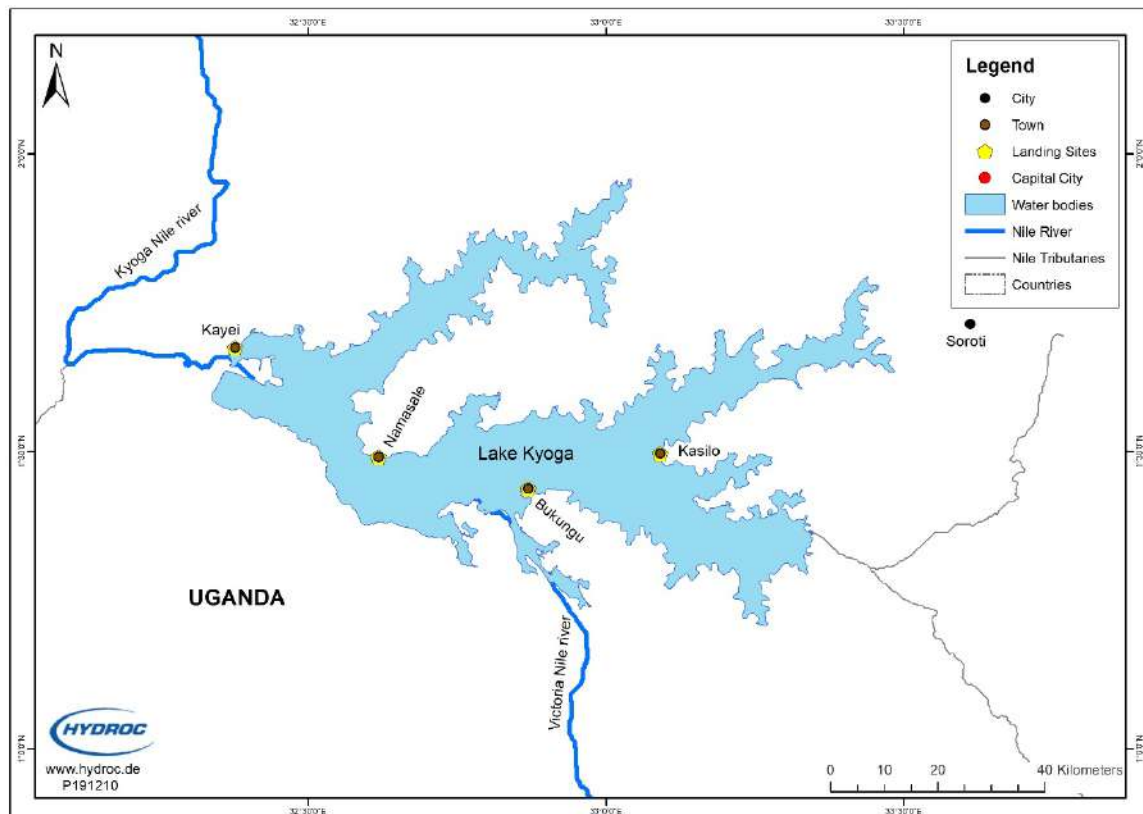 32°30'0"E
33°0'0"E
33°30'0"E
N
Legend
City
Town
Landing Sites
Capital City
Water bodies
Nile River
Nile Tributaries
Countries
2°0'0"N
2°0'0"N
Kyoga Nile river
Kayei
Soroti
Namasale
1°30'0"N
Lake Kyoga
Kasilo
1°30'0"N
Bukungu
UGANDA
Victoria Nile river
HYDROC
www.hydroc.de
P191210
1°0'0"N
1°0'0"N
0 10 20 40 Kilometers
32°30'0"E
33°0'0"E
33°30'0"E